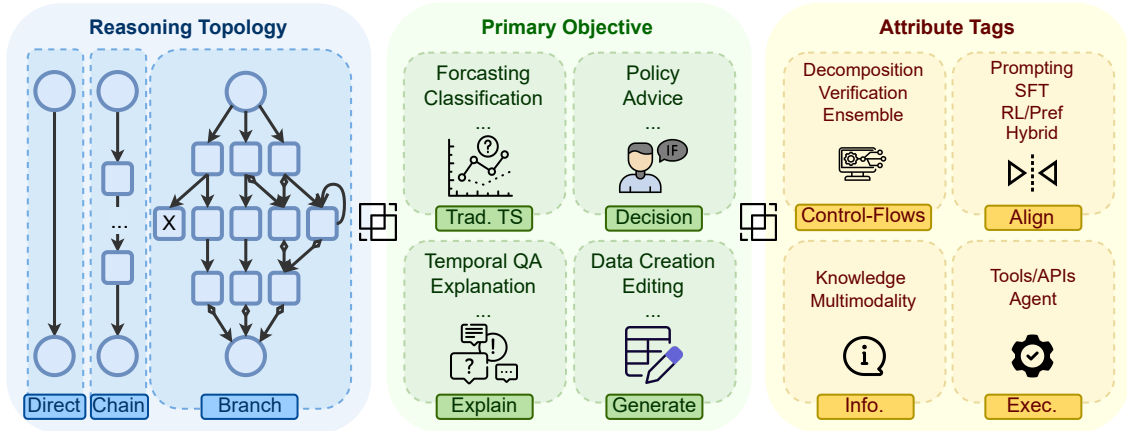 Reasoning Topology
X
...
Direct
Chain
Branch
Primary Objective
Forcasting
Classification
...
?
Trad. TS
Policy
Advice
...
IF
Decision
Temporal QA
Explanation
...
!
?
...
Explain
Data Creation
Editing
...
Generate
Attribute Tags
Decomposition
Verification
Ensemble
Control-Flows
Prompting
SFT
RL/Pref
Hybrid
Align
Knowledge
Multimodality
i
Info.
Tools/APIs
Agent
Exec.